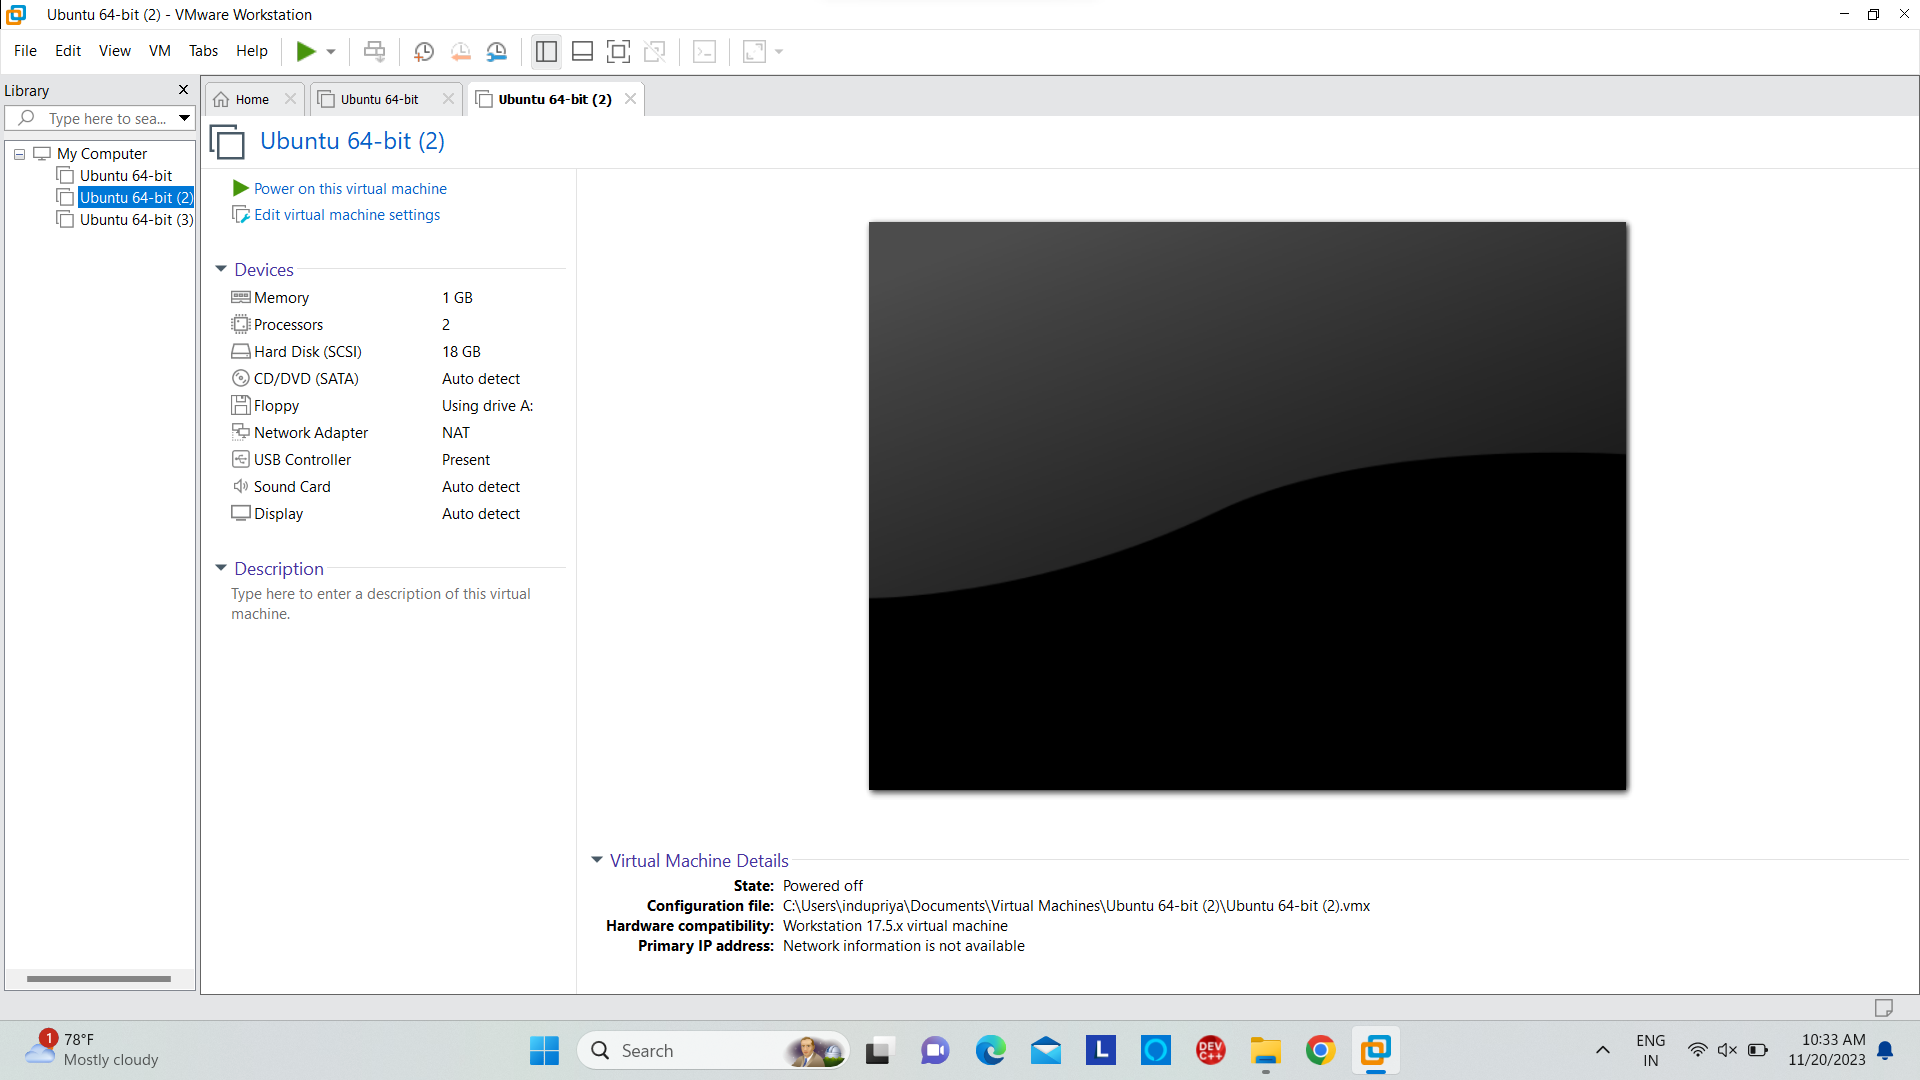 Ubuntu 64-bit (2) - VMware Workstation
File Edit View VM Tabs Help
Library
Type here to sea...
My Computer
Ubuntu 64-bit
Ubuntu 64-bit (2)
Ubuntu 64-bit (3)
Home
Ubuntu 64-bit
Ubuntu 64-bit (2)
Ubuntu 64-bit (2)
Power on this virtual machine
Edit virtual machine settings
Devices
Memory 1 GB
Processors 2
Hard Disk (SCSI) 18 GB
CD/DVD (SATA) Auto detect
Floppy Using drive A:
Network Adapter NAT
USB Controller Present
Sound Card Auto detect
Display Auto detect
Description
Type here to enter a description of this virtual
machine.
Virtual Machine Details
State: Powered off
Configuration file: C:\Users\indupriya\Documents\Virtual Machines\Ubuntu 64-bit (2)\Ubuntu 64-bit (2).vmx
Hardware compatibility: Workstation 17.5.x virtual machine
Primary IP address: Network information is not available
1
78°F
Mostly cloudy
Search
L
DEV
C++
ENG
IN
10:33 AM
11/20/2023